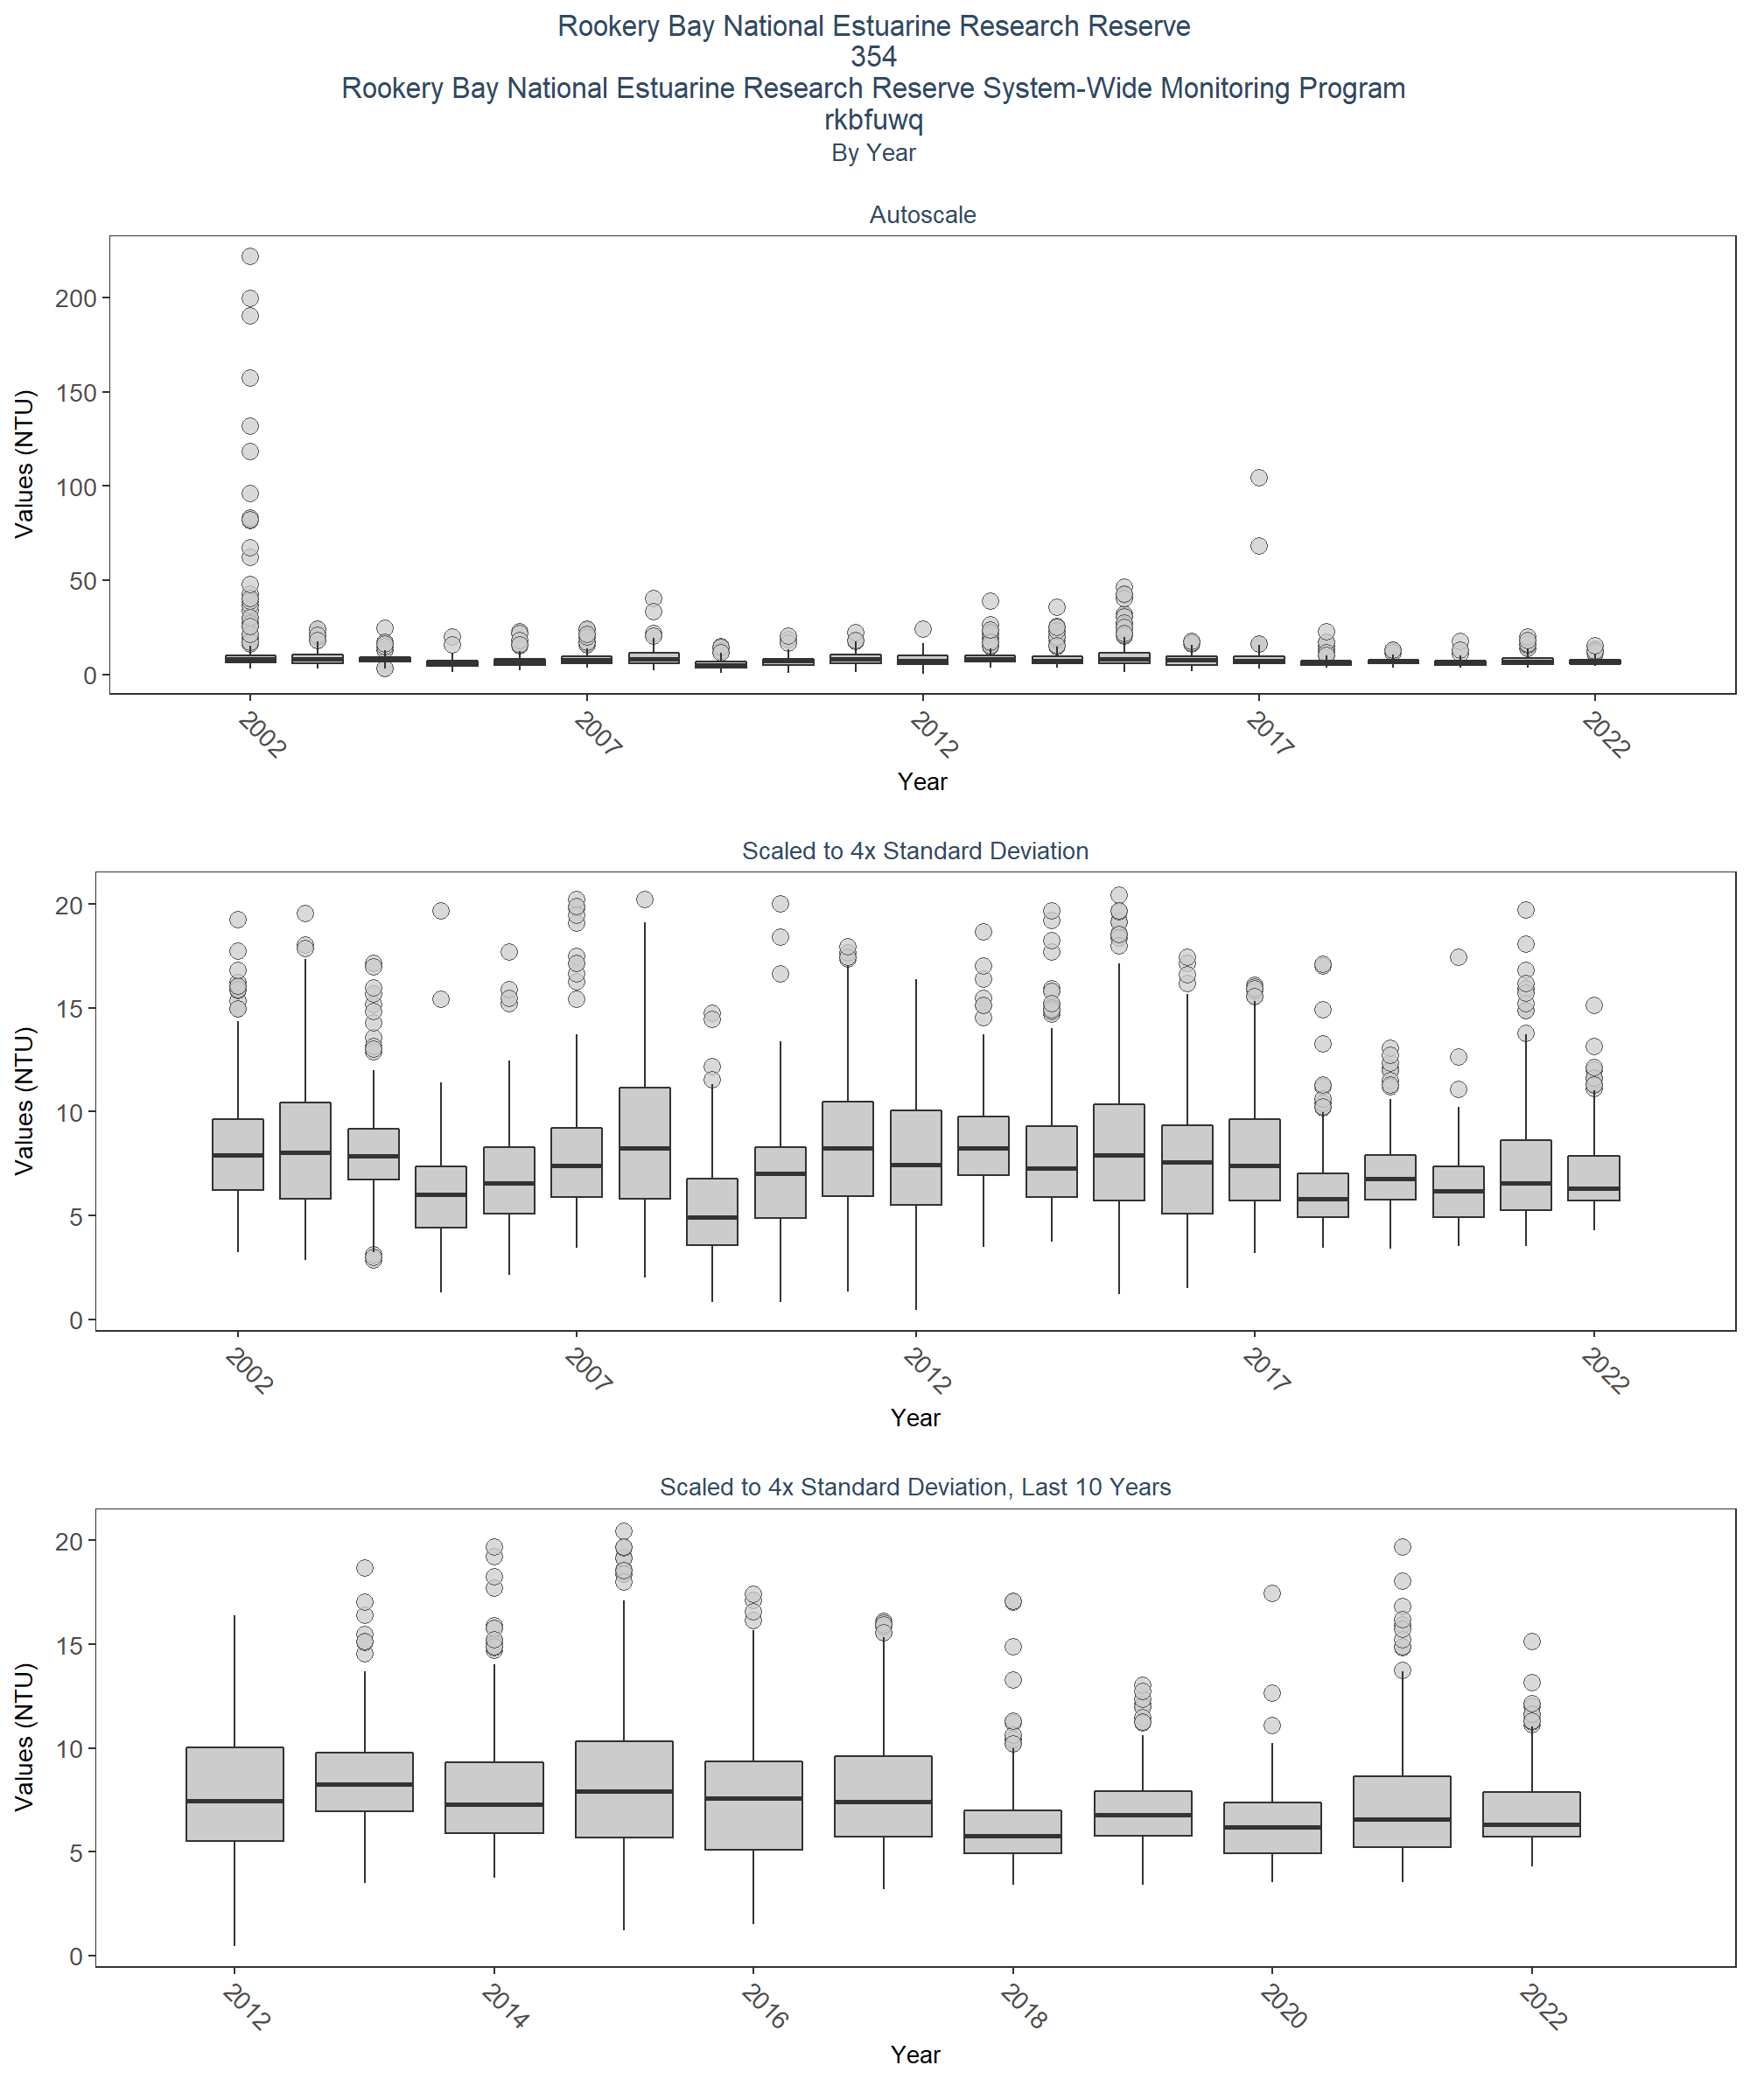 Rookery Bay National Estuarine Research Reserve
354
Rookery Bay National Estuarine Research Reserve System-Wide Monitoring Program
rkbfuwq
By Year
Autoscale
Values (NTU)
200
150
100
50
0
2002 2007 2012 2017 2022
Year
Scaled to 4x Standard Deviation
Values (NTU)
20
15
10
5
0
2002 2007 2012 2017 2022
Year
Scaled to 4x Standard Deviation, Last 10 Years
Values (NTU)
20
15
10
5
0
2012 2014 2016 2018 2020 2022
Year